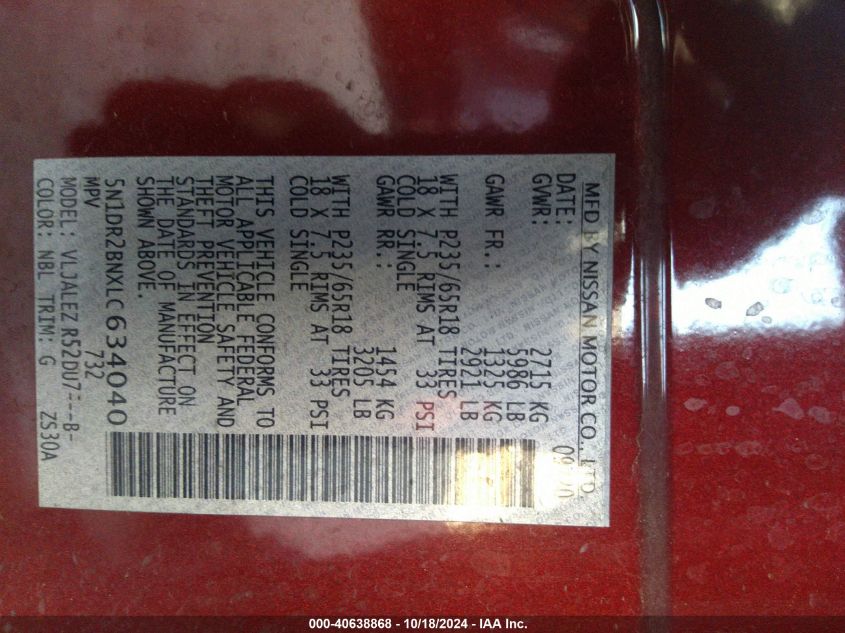 MFD BY NISSAN MOTOR CO., LTD.
DATE: 09/20
GVWR: 2715 KG
5986 LB
GAWR FR.: 1325 KG
2921 LB
WITH P235/65R18 TIRES
18 X 7.5 RIMS AT 33 PSI
COLD SINGLE
GAWR RR.: 1454 KG
3205 LB
WITH P235/65R18 TIRES
18 X 7.5 RIMS AT 33 PSI
COLD SINGLE
THIS VEHICLE CONFORMS TO
ALL APPLICABLE FEDERAL
MOTOR VEHICLE SAFETY AND
THEFT PREVENTION
STANDARDS IN EFFECT ON
THE DATE OF MANUFACTURE
SHOWN ABOVE.
5N1DR2BNXLC634040
MPV 732
MODEL: VLJALEZ R52DU7---B-
COLOR: NBL TRIM: G ZS30A
000-40638868 - 10/18/2024 - IAA Inc.